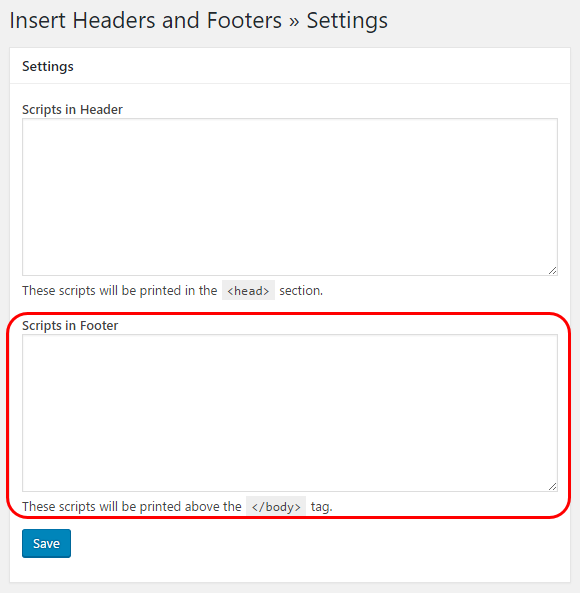 Insert Headers and Footers » Settings
Settings
Scripts in Header
These scripts will be printed in the <head> section.
Scripts in Footer
These scripts will be printed above the </body> tag.
Save